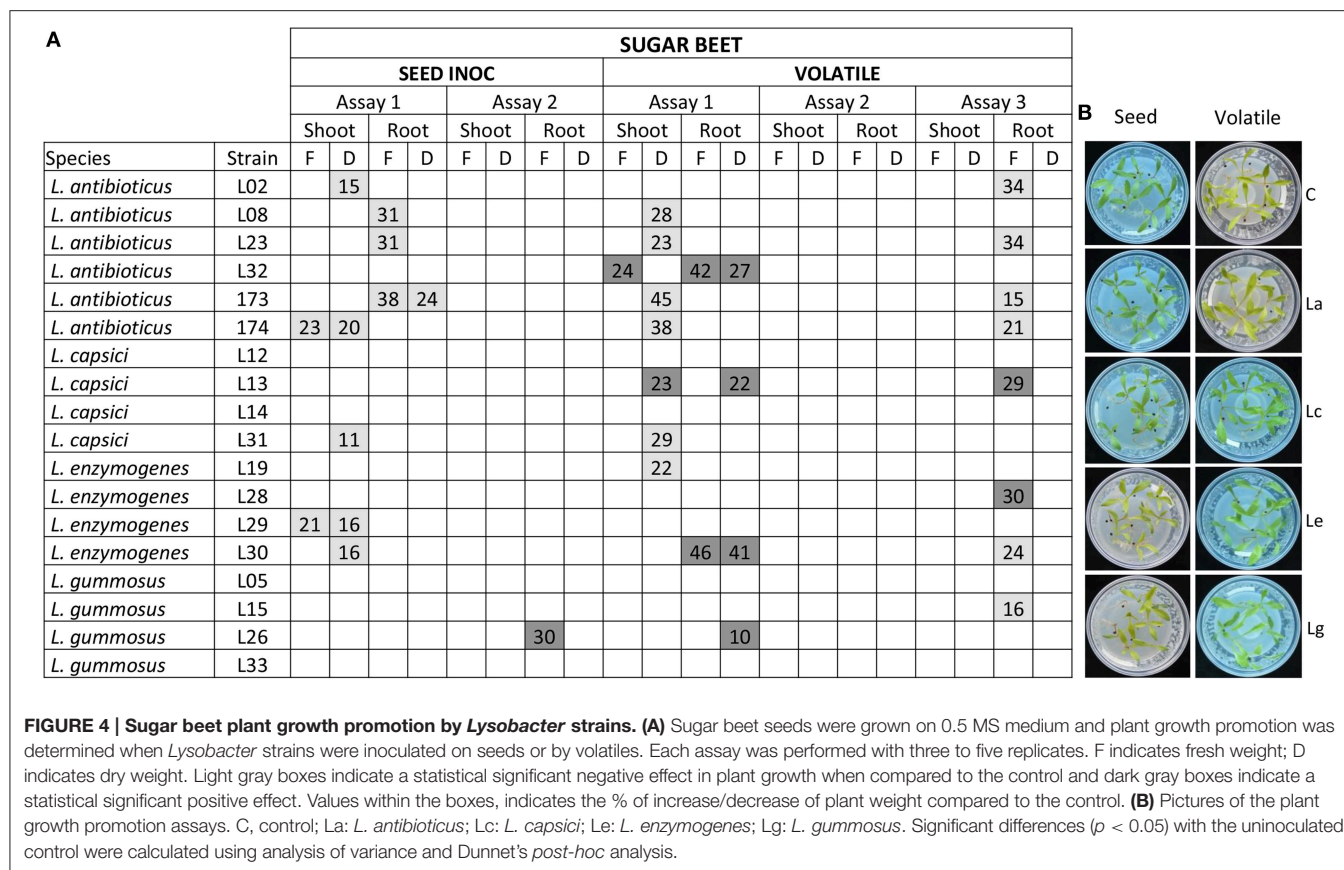 A
SUGAR BEET
SEED INOC VOLATILE
Assay 1 Assay 2 Assay 1 Assay 2 Assay 3
B Seed Volatile
Shoot Root Shoot Root Shoot Root Shoot Root Shoot Root
Species Strain F D F D F D F D F D F D F D F D F D F D
L. antibioticus L02 15 34
C
L. antibioticus L08 31 28
L. antibioticus L23 31 23 34
L. antibioticus L32 24 42 27
L. antibioticus 173 38 24 45 15
La
L. antibioticus 174 23 20 38 21
L. capsici L12
L. capsici L13 23 22 29
L. capsici L14
Lc
L. capsici L31 11 29
L. enzymogenes L19 22
L. enzymogenes L28 30
L. enzymogenes L29 21 16
Le
L. enzymogenes L30 16 46 41 24
L. gummosus L05
L. gummosus L15 16
L. gummosus L26 30 10
Lg
L. gummosus L33
FIGURE 4 | Sugar beet plant growth promotion by Lysobacter strains. (A) Sugar beet seeds were grown on 0.5 MS medium and plant growth promotion was
determined when Lysobacter strains were inoculated on seeds or by volatiles. Each assay was performed with three to five replicates. F indicates fresh weight; D
indicates dry weight. Light gray boxes indicate a statistical significant negative effect in plant growth when compared to the control and dark gray boxes indicate a
statistical significant positive effect. Values within the boxes, indicates the % of increase/decrease of plant weight compared to the control. (B) Pictures of the plant
growth promotion assays. C, control; La: L. antibioticus; Lc: L. capsici; Le: L. enzymogenes; Lg: L. gummosus. Significant differences (p < 0.05) with the uninoculated
control were calculated using analysis of variance and Dunnet's post-hoc analysis.